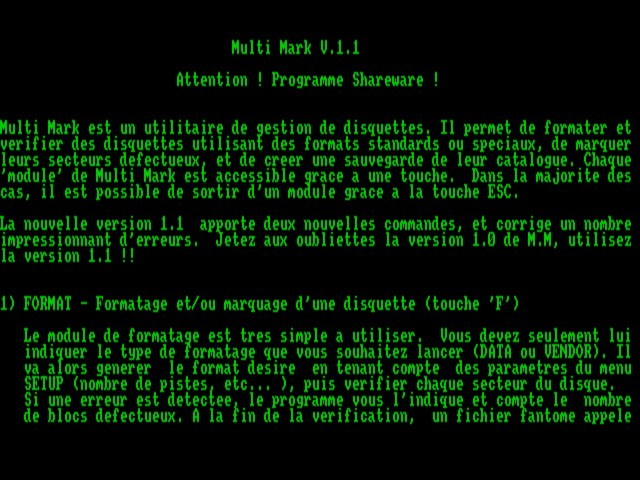 Multi Mark V.1.1
Attention ! Programme Shareware !
Multi Mark est un utilitaire de gestion de disquettes. Il permet de formater et
verifier des disquettes utilisant des formats standards ou speciaux, de marquer
leurs secteurs defectueux, et de creer une sauvegarde de leur catalogue. Chaque
'module' de Multi Mark est accessible grace a une touche.  Dans la majorite des
cas, il est possible de sortir d'un module grace a la touche ESC.
La nouvelle version 1.1  apporte deux nouvelles commandes, et corrige un nombre
impressionnant d'erreurs.  Jetez aux oubliettes la version 1.0 de M.M, utilisez
la version 1.1 !!
1) FORMAT - Formatage et/ou marquage d'une disquette (touche 'F')
Le module de formatage est tres simple a utiliser.  Vous devez seulement lui
indiquer le type de formatage que vous souhaitez lancer (DATA ou VENDOR). Il
va alors generer  le format desire  en tenant compte  des parametres du menu
SETUP (nombre de pistes, etc... ), puis verifier chaque secteur du disque.
Si une erreur est detectee, le programme vous l'indique et compte le  nombre
de blocs defectueux. A la fin de la verification,  un fichier fantome appele